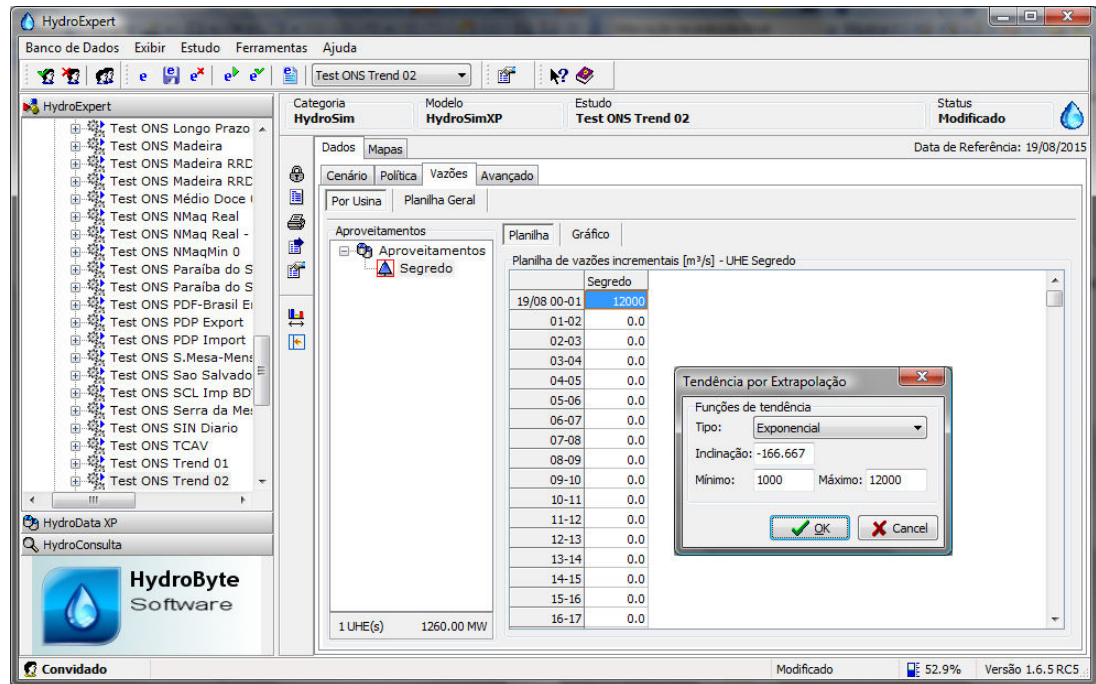 HydroExpert
Banco de Dados Exibir Estudo Ferramentas Ajuda
Test ONS Trend 02
HydroExpert
Test ONS Longo Prazo
Test ONS Madeira
Test ONS Madeira RRD
Test ONS Madeira RRD
Test ONS Médio Doce
Test ONS NMaq Real
Test ONS NMaq Real -
Test ONS NMaqMin 0
Test ONS Paraíba do S
Test ONS Paraíba do S
Test ONS PDF-Brasil
Test ONS PDP Export
Test ONS PDP Import
Test ONS S.Mesa-Mens
Test ONS Sao Salvado
Test ONS SCL Imp BD
Test ONS Serra da Mes
Test ONS SIN Diario
Test ONS TCAV
Test ONS Trend 01
Test ONS Trend 02
HydroData XP
HydroConsulta
HydroByte
Software
Categoria Modelo Estudo Status
HydroSim HydroSimXP Test ONS Trend 02 Modificado
Dados Mapas Data de Referência: 19/08/2015
Cenário Política Vazões Avançado
Por Usina Planilha Geral
Aproveitamentos
Aproveitamentos
Segredo
1 UHE(s) 1260.00 MW
Planilha Gráfico
Planilha de vazões incrementais [m³/s] - UHE Segredo
Segredo
19/08 00-01 12000
01-02 0.0
02-03 0.0
03-04 0.0
04-05 0.0
05-06 0.0
06-07 0.0
07-08 0.0
08-09 0.0
09-10 0.0
10-11 0.0
11-12 0.0
12-13 0.0
13-14 0.0
14-15 0.0
15-16 0.0
16-17 0.0
Tendência por Extrapolação
Funções de tendência
Tipo: Exponencial
Inclinação: -166.667
Mínimo: 1000 Máximo: 12000
OK Cancel
Convidado Modificado 52.9% Versão 1.6.5 RC5